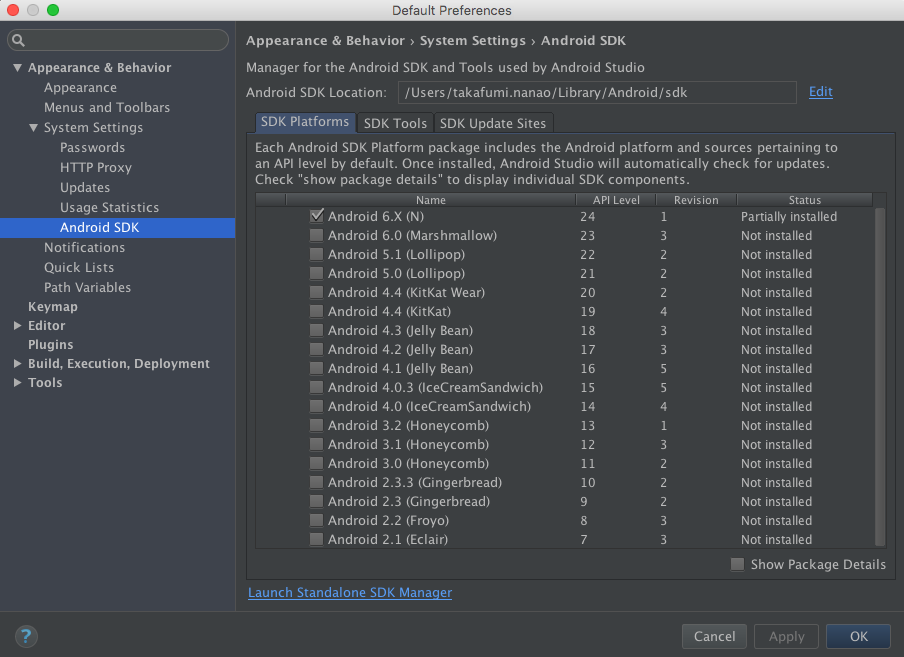 Default Preferences
Appearance & Behavior
Appearance
Menus and Toolbars
System Settings
Passwords
HTTP Proxy
Updates
Usage Statistics
Android SDK
Notifications
Quick Lists
Path Variables
Keymap
Editor
Plugins
Build, Execution, Deployment
Tools
Appearance & Behavior › System Settings › Android SDK
Manager for the Android SDK and Tools used by Android Studio
Android SDK Location: /Users/takafumi.nanao/Library/Android/sdk Edit
SDK Platforms SDK Tools SDK Update Sites
Each Android SDK Platform package includes the Android platform and sources pertaining to
an API level by default. Once installed, Android Studio will automatically check for updates.
Check "show package details" to display individual SDK components.
Name API Level Revision Status
Android 6.X (N) 24 1 Partially installed
Android 6.0 (Marshmallow) 23 3 Not installed
Android 5.1 (Lollipop) 22 2 Not installed
Android 5.0 (Lollipop) 21 2 Not installed
Android 4.4 (KitKat Wear) 20 2 Not installed
Android 4.4 (KitKat) 19 4 Not installed
Android 4.3 (Jelly Bean) 18 3 Not installed
Android 4.2 (Jelly Bean) 17 3 Not installed
Android 4.1 (Jelly Bean) 16 5 Not installed
Android 4.0.3 (IceCreamSandwich) 15 5 Not installed
Android 4.0 (IceCreamSandwich) 14 4 Not installed
Android 3.2 (Honeycomb) 13 1 Not installed
Android 3.1 (Honeycomb) 12 3 Not installed
Android 3.0 (Honeycomb) 11 2 Not installed
Android 2.3.3 (Gingerbread) 10 2 Not installed
Android 2.3 (Gingerbread) 9 2 Not installed
Android 2.2 (Froyo) 8 3 Not installed
Android 2.1 (Eclair) 7 3 Not installed
Show Package Details
Launch Standalone SDK Manager
? Cancel Apply OK